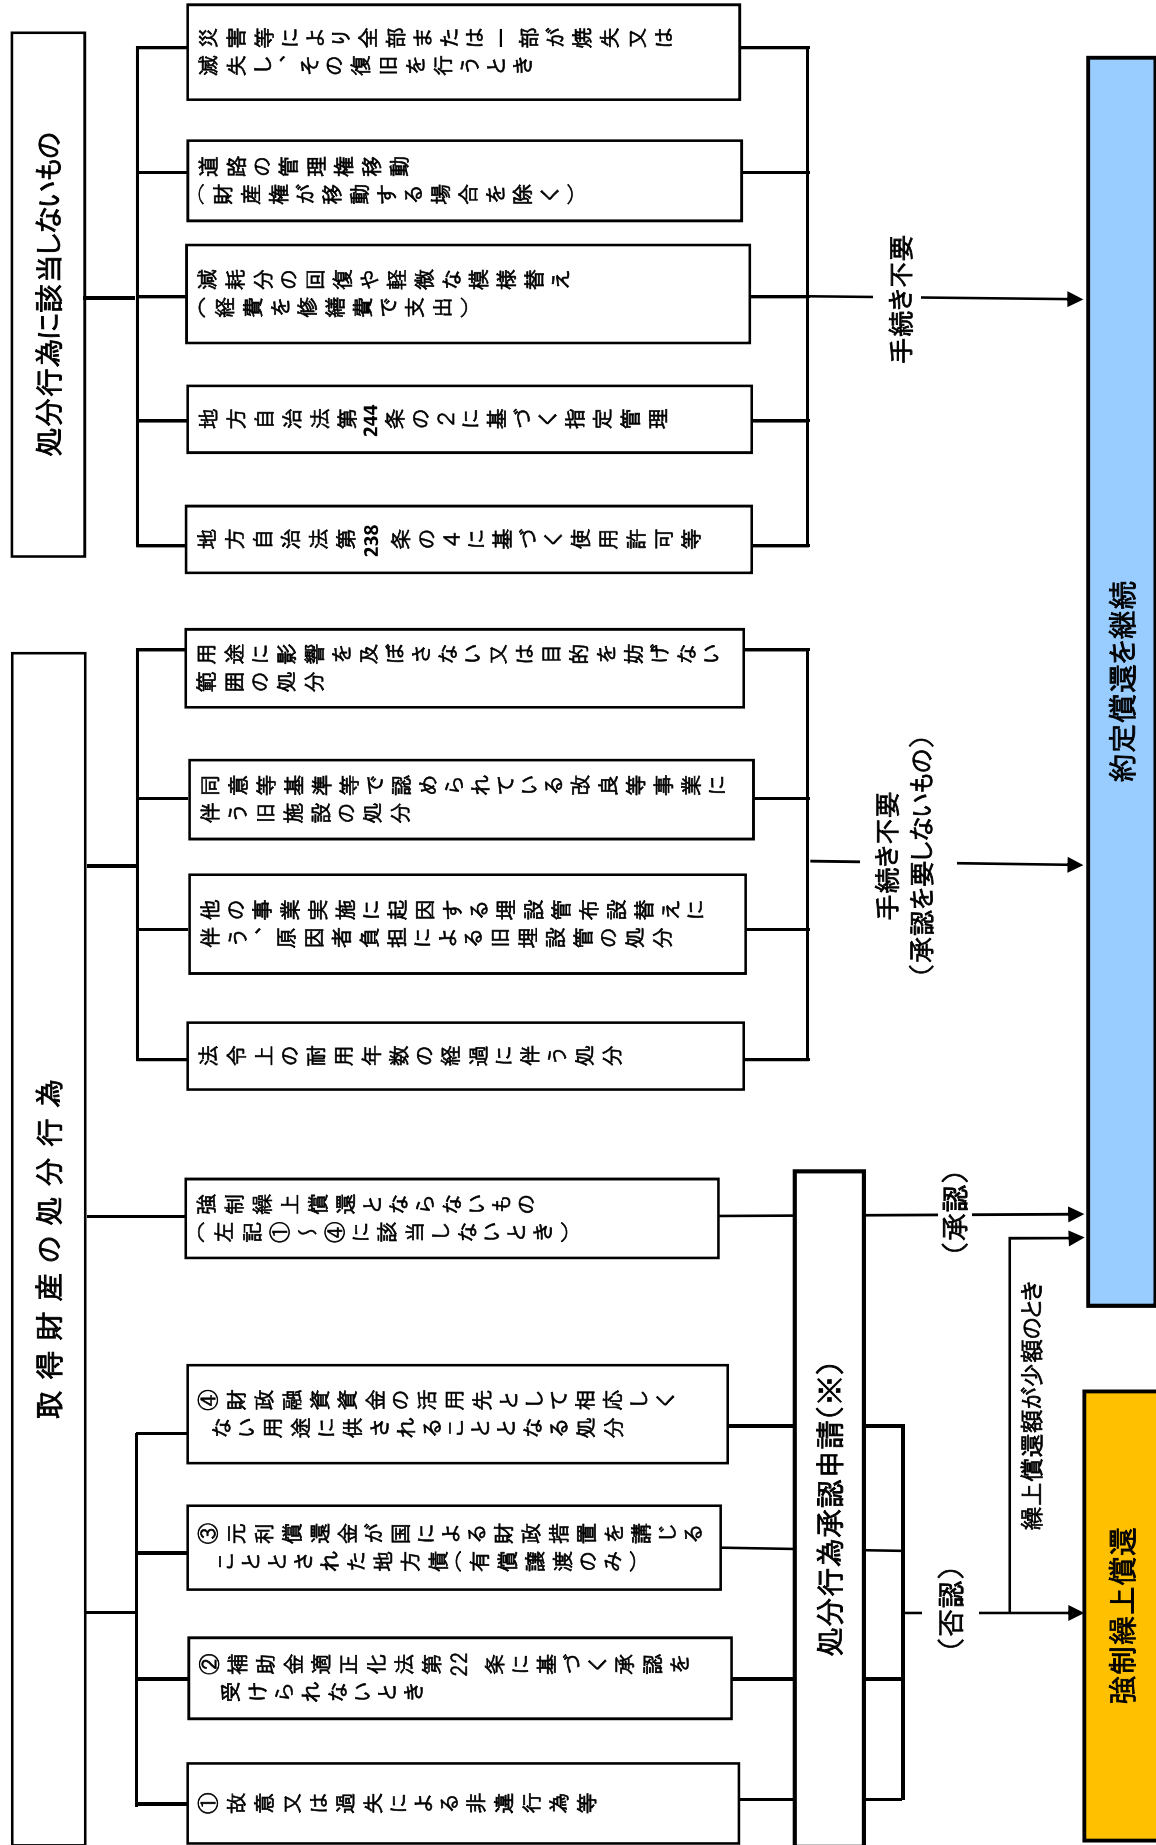 取得財産の処分行為
処分行為に該当しないもの
①故意又は過失による非違行為等
②補助金適正化法第22 条に基づく承認を
受けられないとき
③元利償還金が国による財政措置を講じる
こととされた地方債（有償譲渡のみ）
④財政融資資金の活用先として相応しく
ない用途に供されることとなる処分
強制繰上償還とならないもの
（左記①～④に該当しないとき）
法令上の耐用年数の経過に伴う処分
他の事業実施に起因する埋設管布設替えに
伴う、原因者負担による旧埋設管の処分
同意等基準等で認められている改良等事業に
伴う旧施設の処分
用途に影響を及ぼさない又は目的を妨げない
範囲の処分
地方自治法第238 条の４に基づく使用許可等
地方自治法第244 条の２に基づく指定管理
減耗分の回復や軽微な模様替え
（経費を修繕費で支出）
道路の管理権移動
（財産権が移動する場合を除く）
災害等により全部または一部が焼失又は
滅失し、その復旧を行うとき
処分行為承認申請(※)
（否認）
（承認）
手続き不要
（承認を要しないもの）
手続き不要
繰上償還額が少額のとき
強制繰上償還
約定償還を継続